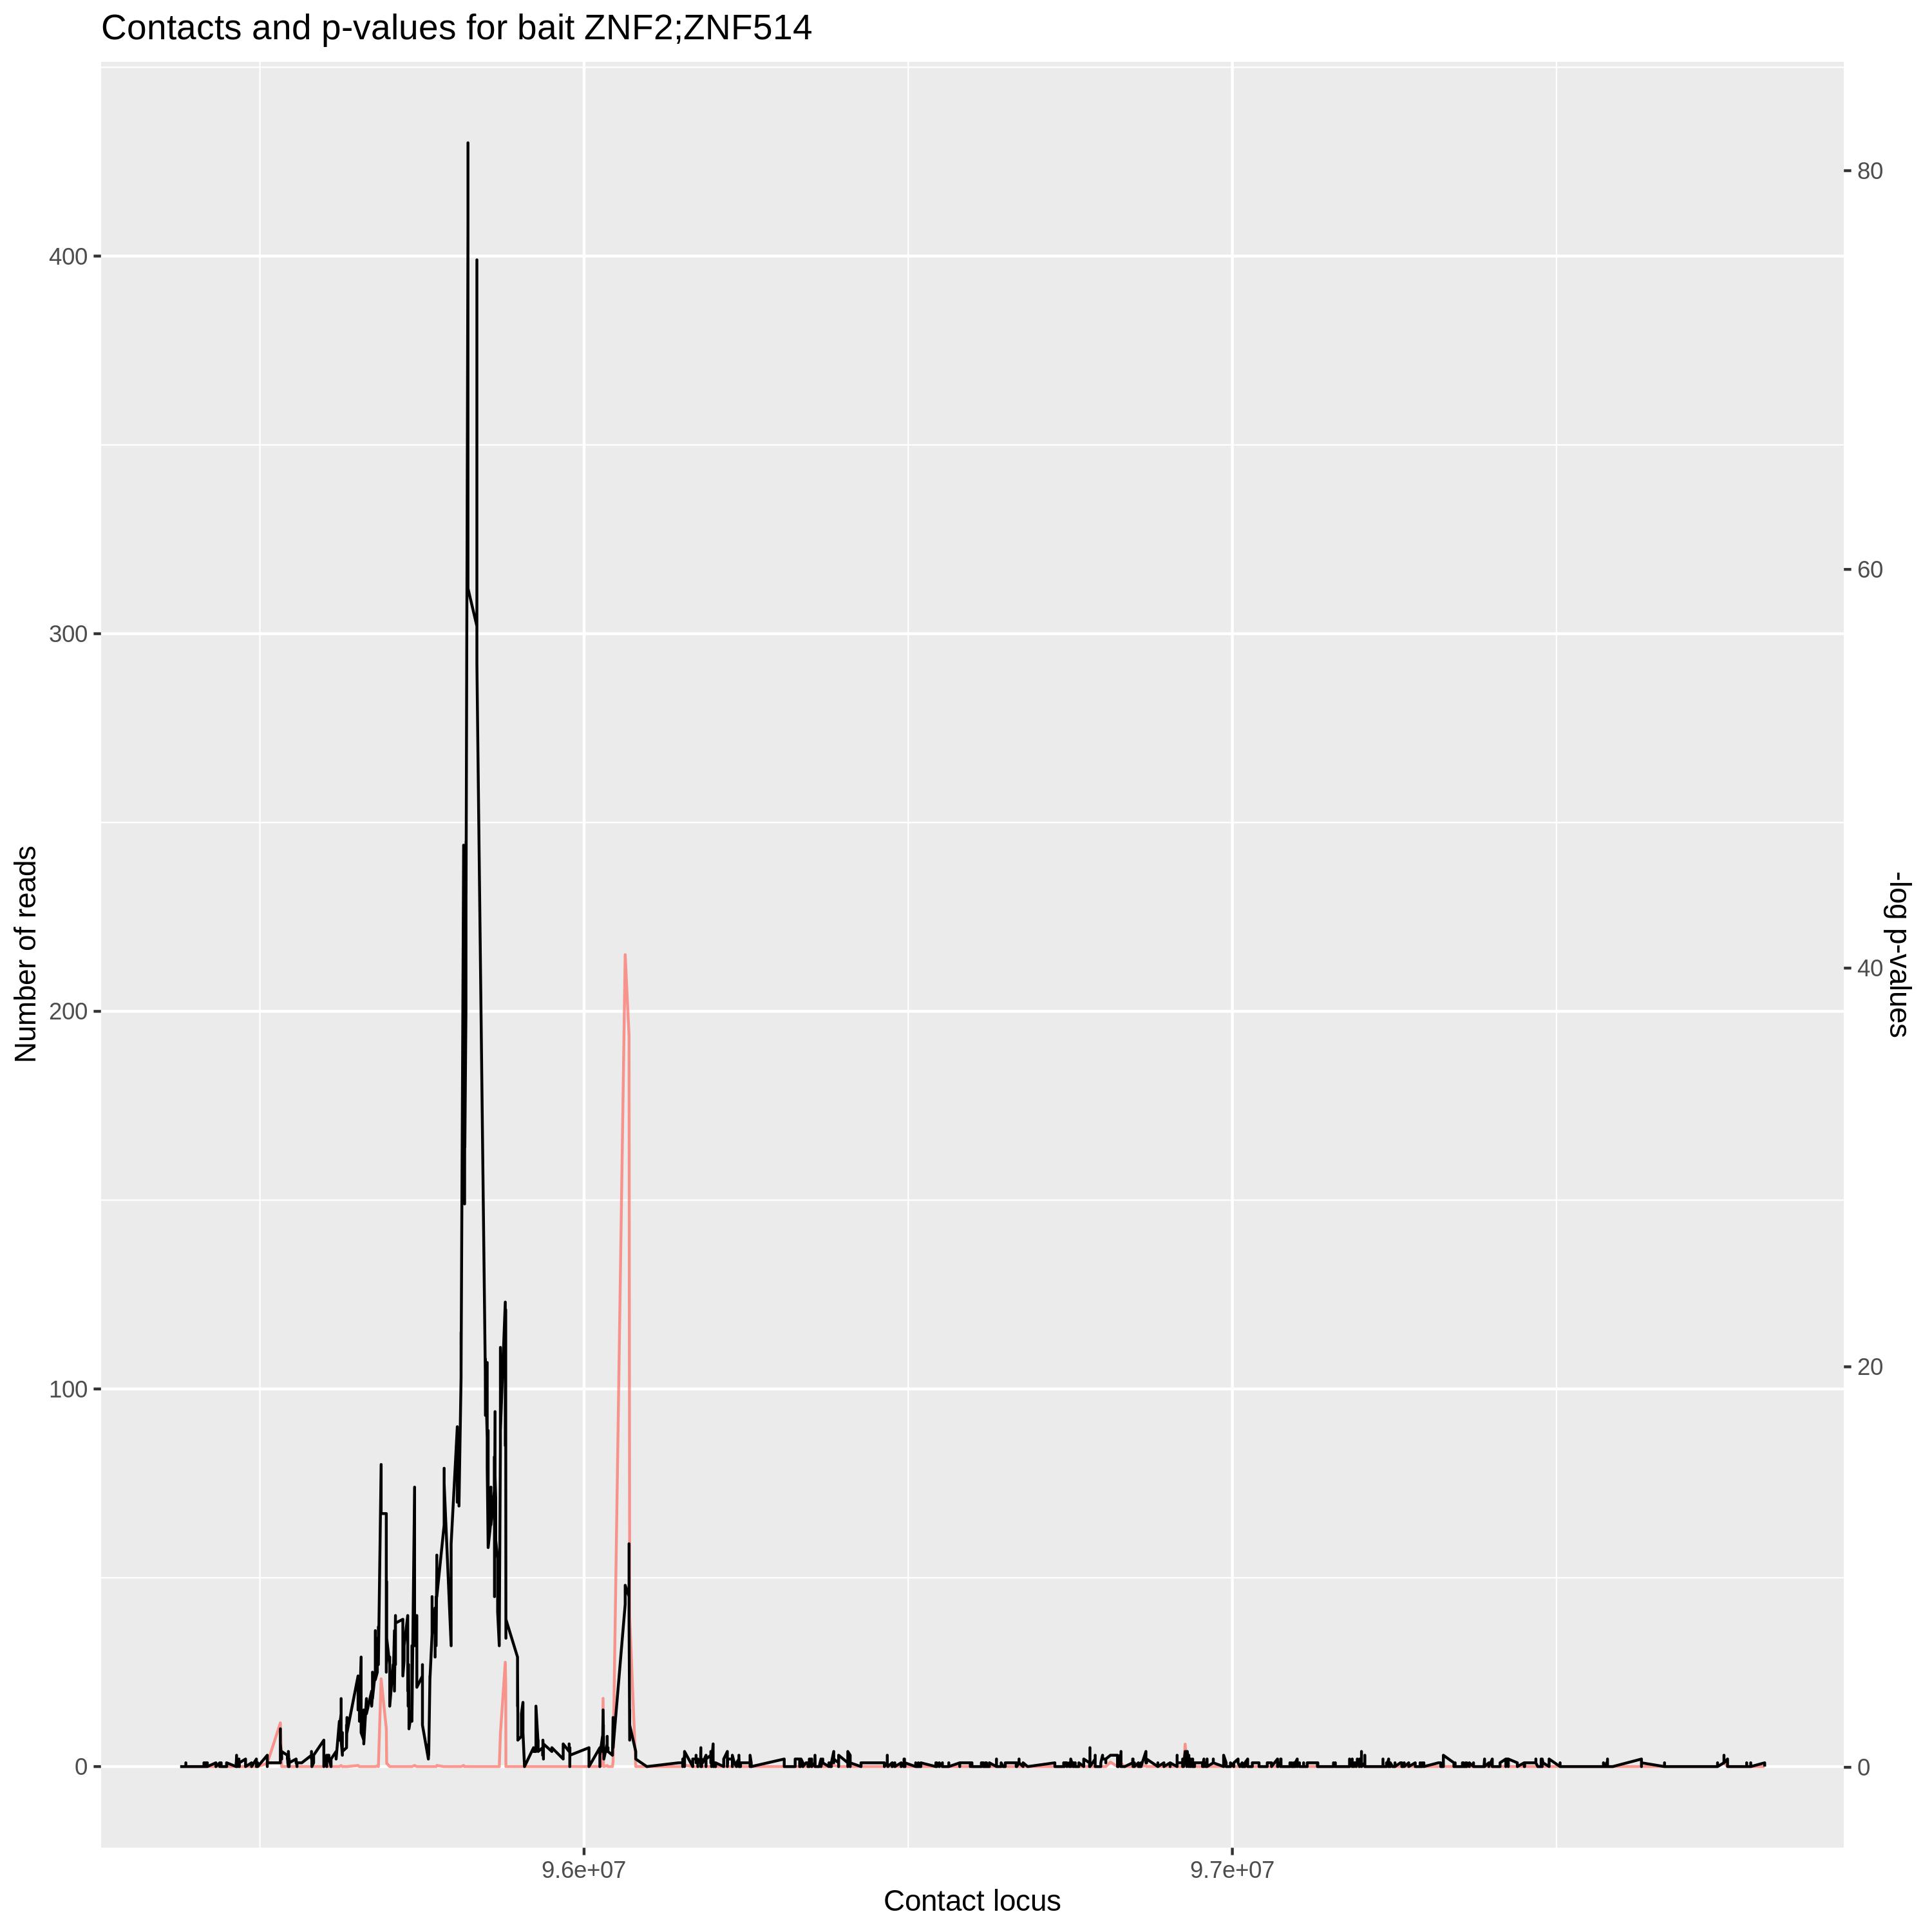 Contacts and p-values for bait ZNF2;ZNF514
400
300
200
100
0
Number of reads
80
60
40
20
0
-log p-values
9.6e+07
9.7e+07
Contact locus